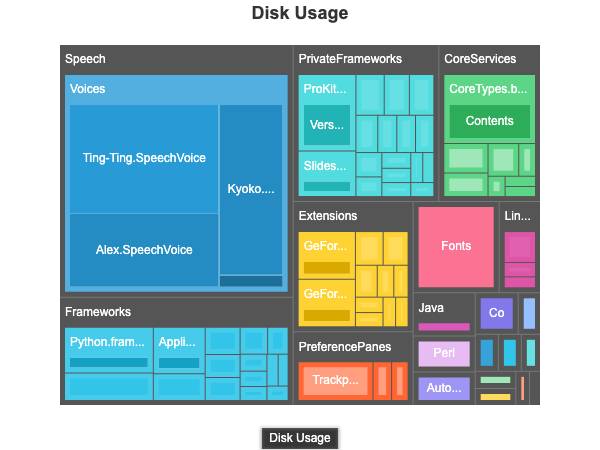 Disk Usage
Speech
Voices
Ting-Ting.SpeechVoice
Kyoko....
Alex.SpeechVoice
Frameworks
Python.fram...
Appli...
PrivateFrameworks
ProKit...
Vers...
Slides...
CoreServices
CoreTypes.b...
Contents
Extensions
GeFor...
GeFor...
PreferencePanes
Trackp...
Fonts
Lin...
Java
Co
Perl
Auto...
Disk Usage